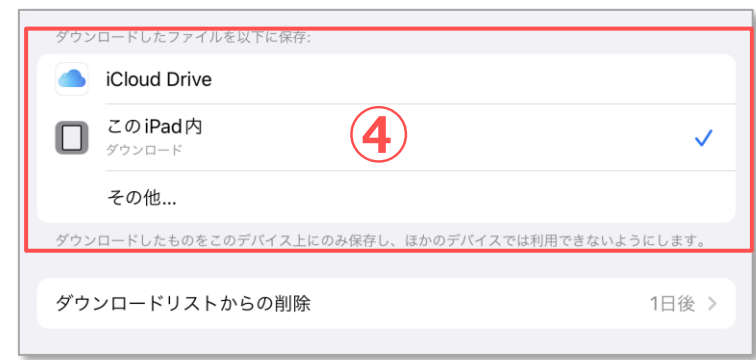 ダウンロードしたファイルを以下に保存:
iCloud Drive
このiPad内
④
ダウンロード
その他...
ダウンロードしたものをこのデバイス上にのみ保存し、ほかのデバイスでは利用できないようにします。
ダウンロードリストからの削除 1日後